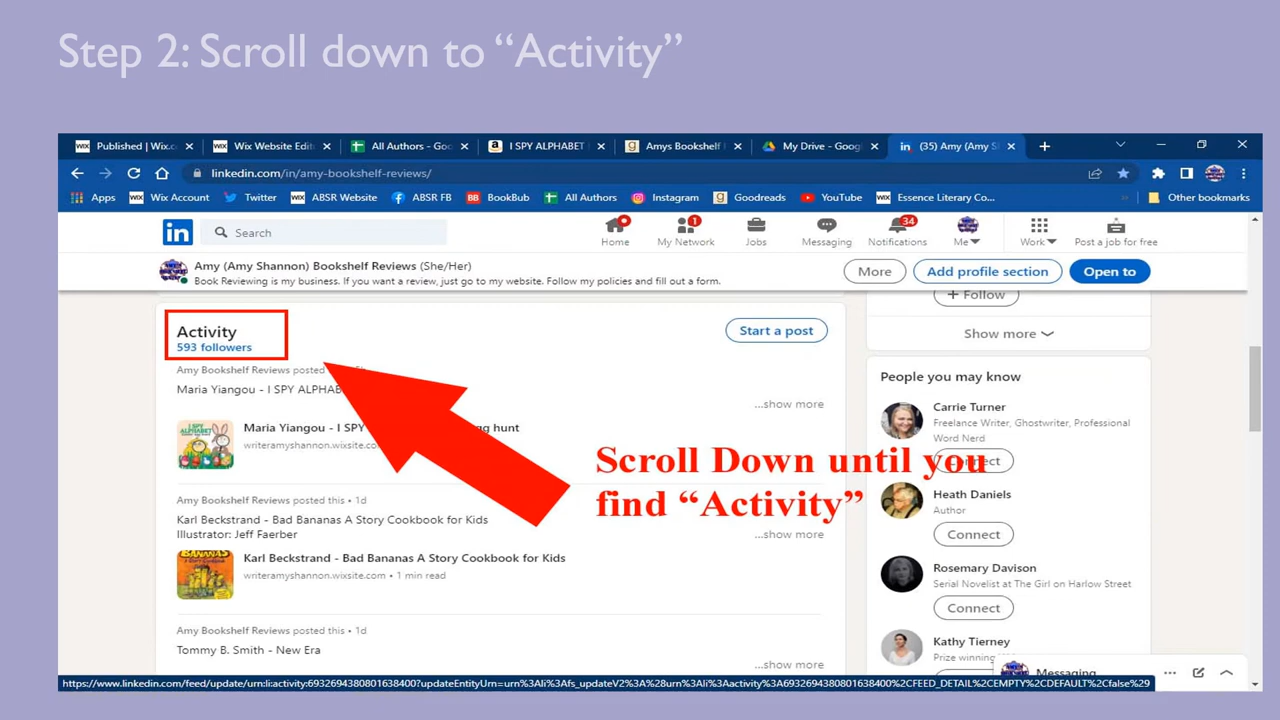 Step 2: Scroll down to “Activity”
Published | Wix.c
Wix Website Edit
All Authors - Goo
I SPY ALPHABET
Amys Bookshelf
My Drive - Googl
(35) Amy (Amy S
linkedin.com/in/amy-bookshelf-reviews/
Apps
Wix Account
Twitter
ABSR Website
ABSR FB
BookBub
All Authors
Instagram
Goodreads
YouTube
Essence Literary Co...
Other bookmarks
Search
1
34
Home
My Network
Jobs
Messaging
Notifications
Me
Work
Post a job for free
Amy (Amy Shannon) Bookshelf Reviews (She/Her)
Book Reviewing is my business. If you want a review, just go to my website. Follow my policies and fill out a form.
More
Add profile section
Open to
Activity
593 followers
Start a post
Amy Bookshelf Reviews posted
Maria Yiangou - I SPY ALPHAB
...show more
I SPY
ALPHABET
Maria Yiangou - I SPY
g hunt
writeramyshannon.wixsite.co
Scroll Down until you
find “Activity”
Amy Bookshelf Reviews posted this • 1d
Karl Beckstrand - Bad Bananas A Story Cookbook for Kids
Illustrator: Jeff Faerber
...show more
BANANAS
Karl Beckstrand - Bad Bananas A Story Cookbook for Kids
writeramyshannon.wixsite.com • 1 min read
Amy Bookshelf Reviews posted this • 1d
Tommy B. Smith - New Era
...show more
+ Follow
Show more
People you may know
Carrie Turner
Freelance Writer, Ghostwriter, Professional
Word Nerd
Connect
Heath Daniels
Author
Connect
Rosemary Davison
Serial Novelist at The Girl on Harlow Street
Connect
Kathy Tierney
Prize winning
Messaging
https://www.linkedin.com/feed/update/urn:li:activity:6932694380801638400?updateEntityUrn=urn%3Ali%3Afs_updateV2%3A%28urn%3Ali%3Aactivity%3A6932694380801638400%2CFEED_DETAIL%2CEMPTY%2CDEFAULT%2Cfalse%29